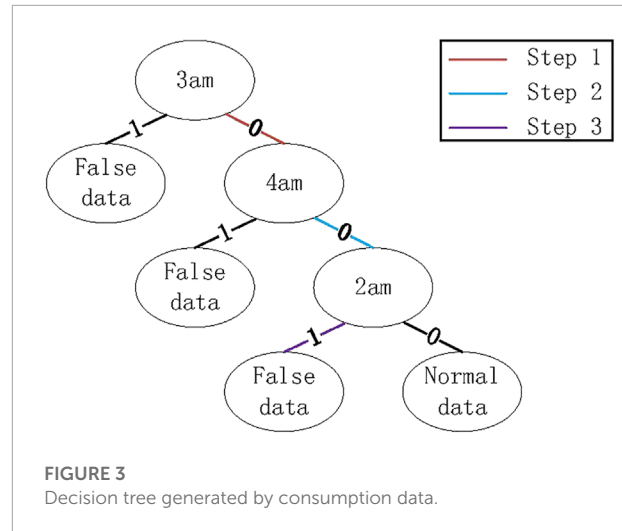 3am
Step 1
Step 2
Step 3
1
0
False
data
4am
1
0
False
data
2am
1
0
False
data
Normal
data
FIGURE 3
Decision tree generated by consumption data.